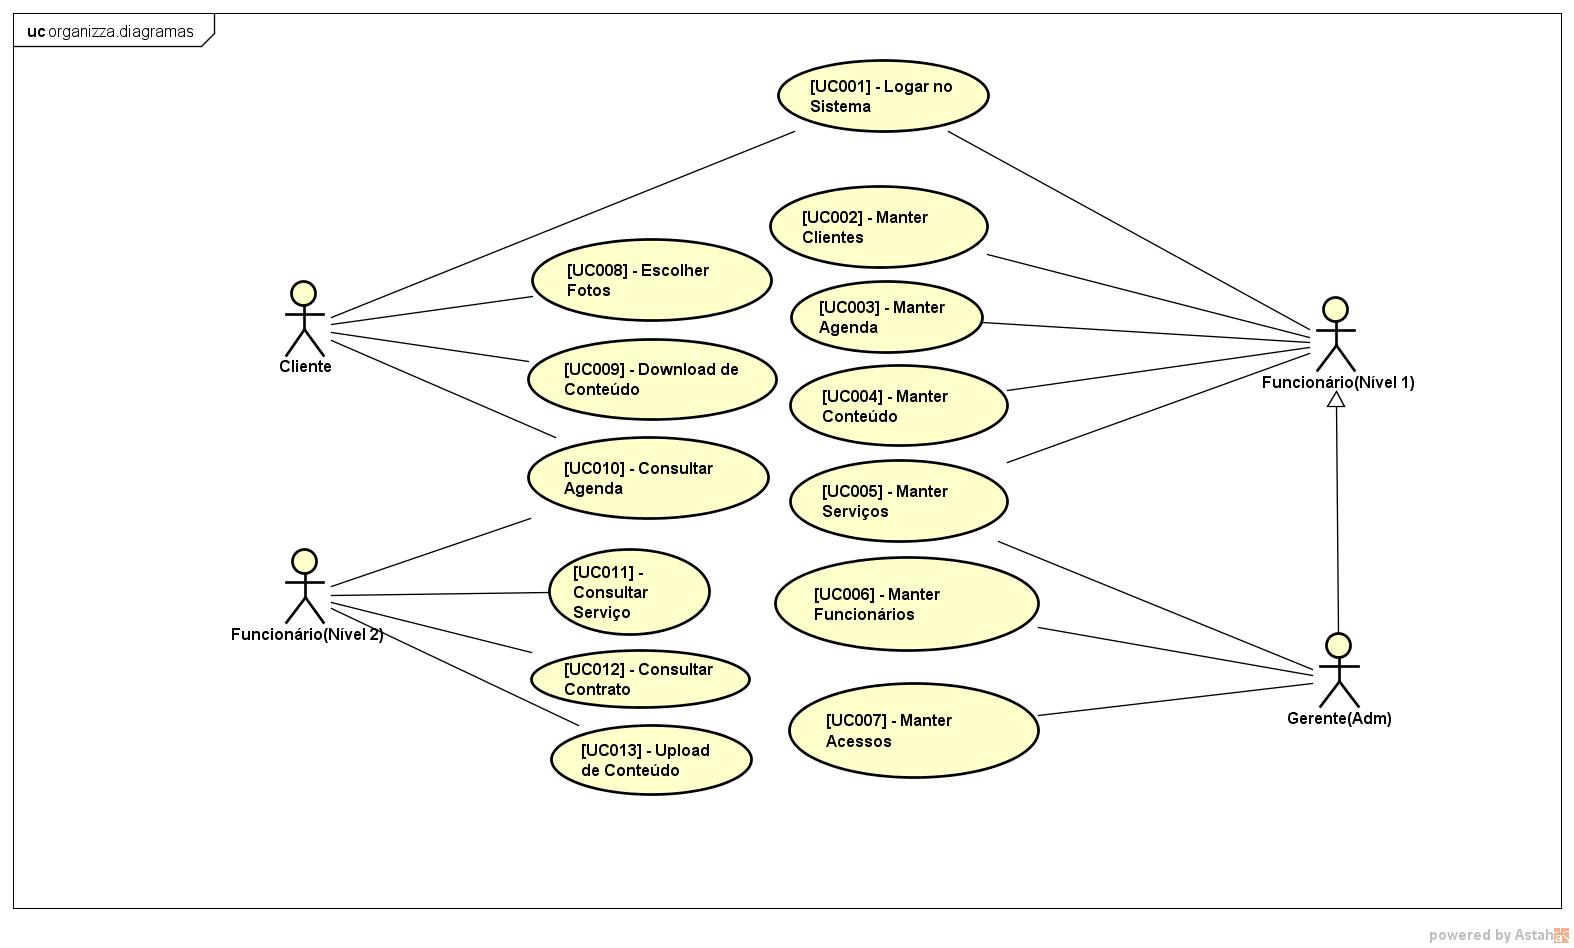 uc organizza.diagramas
[UC001] - Logar no
Sistema
[UC002] - Manter
Clientes
[UC008] - Escolher
Fotos
[UC003] - Manter
Agenda
Cliente
Funcionário(Nível 1)
[UC009] - Download de
Conteúdo
[UC004] - Manter
Conteúdo
[UC010] - Consultar
Agenda
[UC005] - Manter
Serviços
[UC011] -
Consultar
Serviço
[UC006] - Manter
Funcionários
Funcionário(Nível 2)
[UC012] - Consultar
Contrato
[UC007] - Manter
Acessos
Gerente(Adm)
[UC013] - Upload
de Conteúdo
powered by Astah